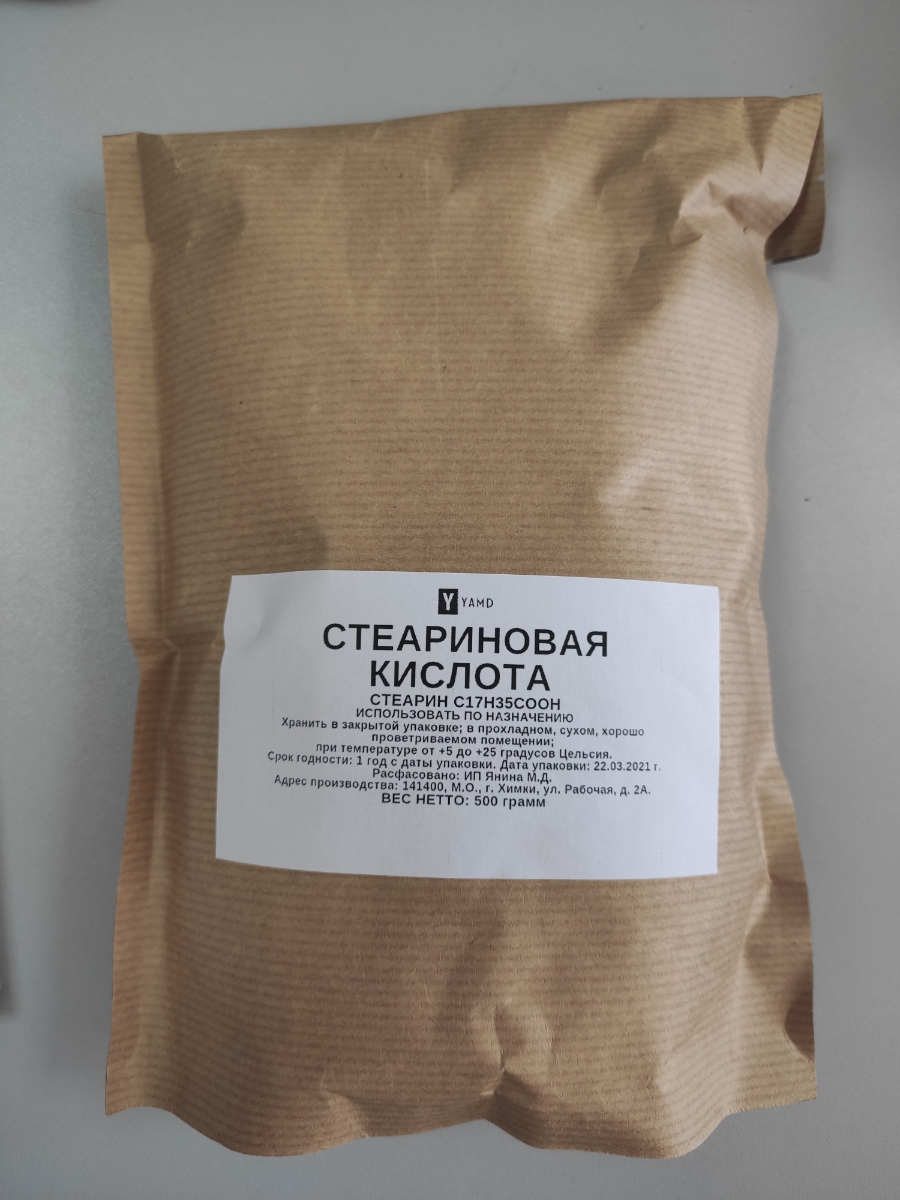 Y YAMD
СТЕАРИНОВАЯ
КИСЛОТА
СТЕАРИН C17H35COOH
ИСПОЛЬЗОВАТЬ ПО НАЗНАЧЕНИЮ
Хранить в закрытой упаковке; в прохладном, сухом, хорошо
проветриваемом помещении;
при температуре от +5 до +25 градусов Цельсия.
Срок годности: 1 год с даты упаковки. Дата упаковки: 22.03.2021 г.
Расфасовано: ИП Янина М.Д.
Адрес производства: 141400, М.О., г. Химки, ул. Рабочая, д. 2А.
ВЕС НЕТТО: 500 грамм